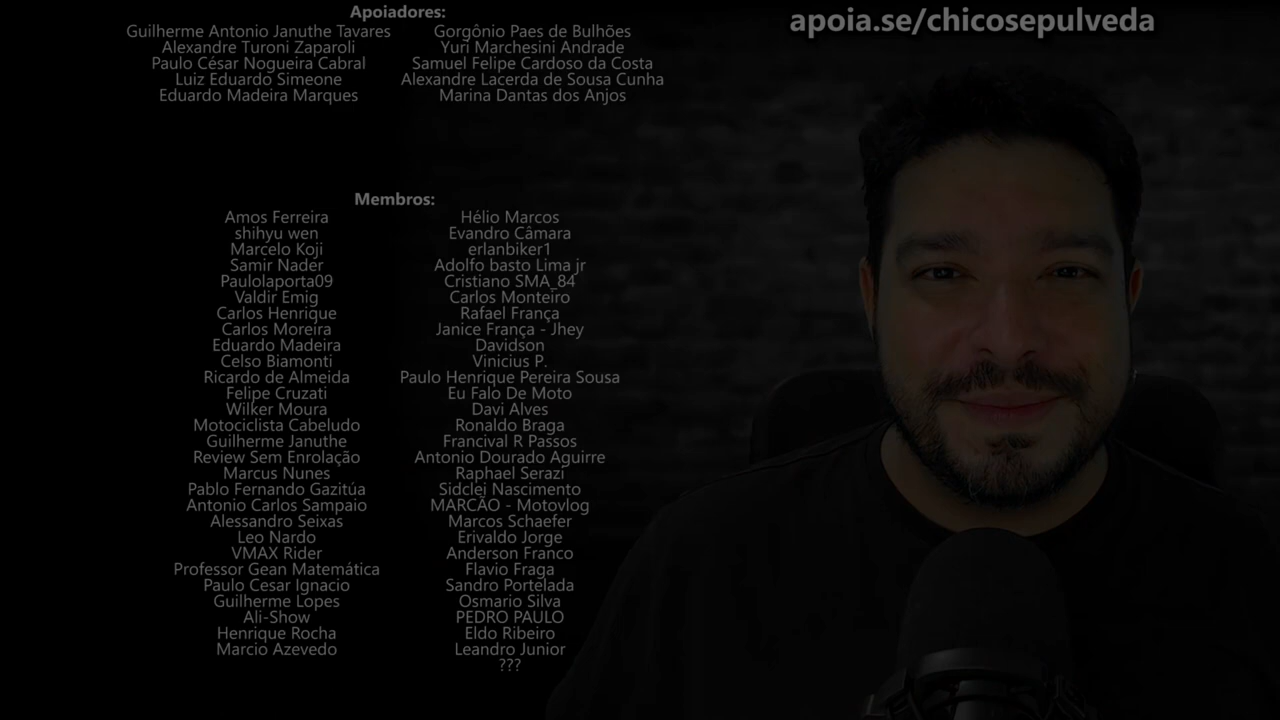 Apoiadores:
Guilherme Antonio Januthe Tavares
Alexandre Turoni Zaparoli
Paulo César Nogueira Cabral
Luiz Eduardo Simeone
Eduardo Madeira Marques
Gorgônio Paes de Bulhões
Yuri Marchesini Andrade
Samuel Felipe Cardoso da Costa
Alexandre Lacerda de Sousa Cunha
Marina Dantas dos Anjos
apoia.se/chicosepulveda
Membros:
Amos Ferreira
shihyu wen
Marcelo Koji
Samir Nader
Paulolaporta09
Valdir Emig
Carlos Henrique
Carlos Moreira
Eduardo Madeira
Celso Biamonti
Ricardo de Almeida
Felipe Cruzati
Wilker Moura
Motociclista Cabeludo
Guilherme Januthe
Review Sem Enrolação
Marcus Nunes
Pablo Fernando Gazitúa
Antonio Carlos Sampaio
Alessandro Seixas
Leo Nardo
VMAX Rider
Professor Gean Matemática
Paulo Cesar Ignacio
Guilherme Lopes
Ali-Show
Henrique Rocha
Marcio Azevedo
Hélio Marcos
Evandro Câmara
erlanbiker1
Adolfo basto Lima jr
Cristiano SMA_84
Carlos Monteiro
Rafael França
Janice França - Jhey
Davidson
Vinicius P.
Paulo Henrique Pereira Sousa
Eu Falo De Moto
Davi Alves
Ronaldo Braga
Francival R Passos
Antonio Dourado Aguirre
Raphael Serazi
Sidclei Nascimento
MARCÃO - Motovlog
Marcos Schaefer
Erivaldo Jorge
Anderson Franco
Flavio Fraga
Sandro Portelada
Osmario Silva
PEDRO PAULO
Eldo Ribeiro
Leandro Junior
???